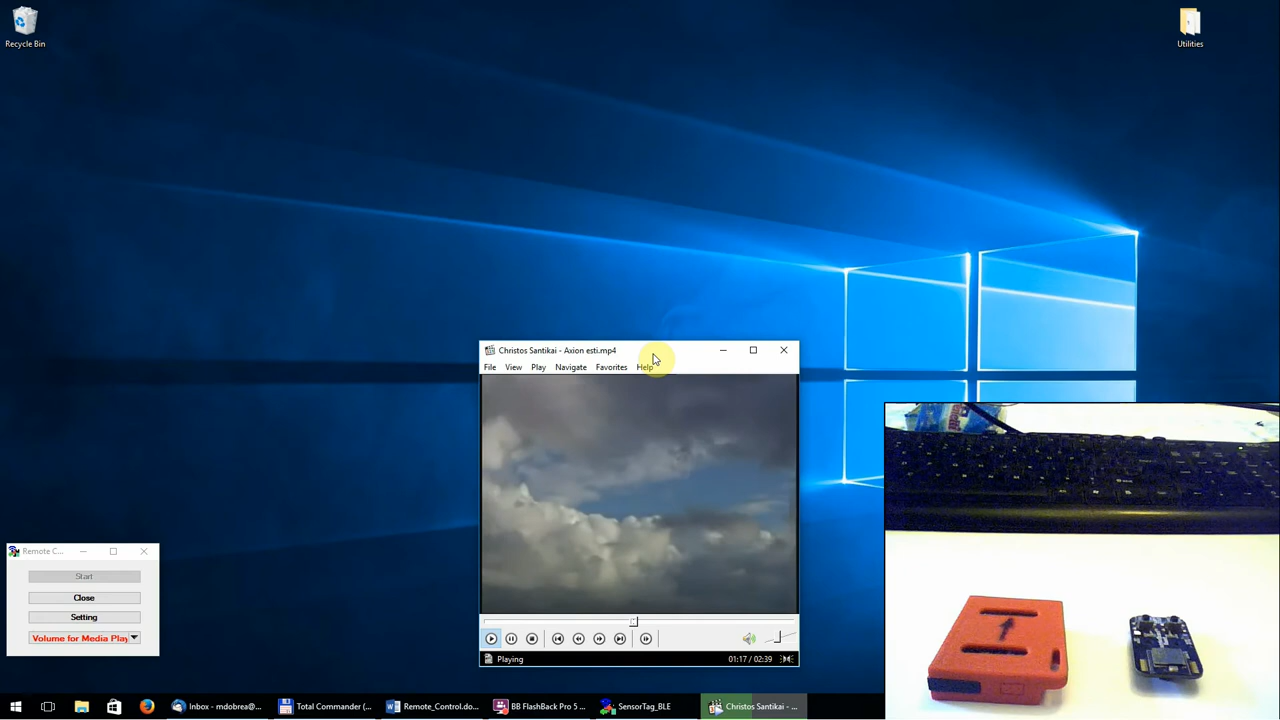 Recycle Bin
Utilities
Christos Santikai - Axion esti.mp4
File View Play Navigate Favorites Help
Remote C...
Start
Close
Setting
Volume for Media Play
Playing
01:17 / 02:39
Inbox - mdobrea@...
Total Commander (...
Remote_Control.do...
BB FlashBack Pro 5 ...
SensorTag_BLE
Christos Santikai - ...